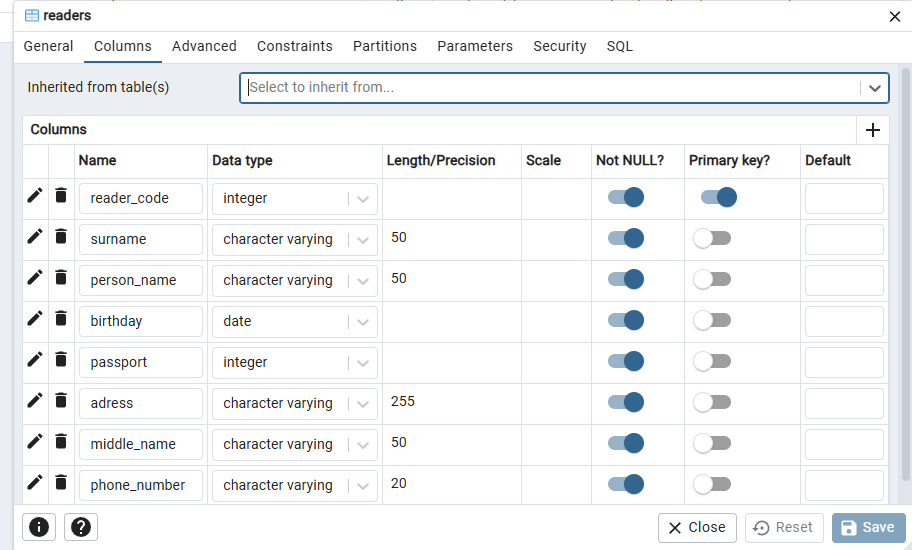 readers
General Columns Advanced Constraints Partitions Parameters Security SQL
Inherited from table(s) Select to inherit from...
Columns
Name Data type Length/Precision Scale Not NULL? Primary key? Default
reader_code integer
surname character varying 50
person_name character varying 50
birthday date
passport integer
adress character varying 255
middle_name character varying 50
phone_number character varying 20
Close Reset Save